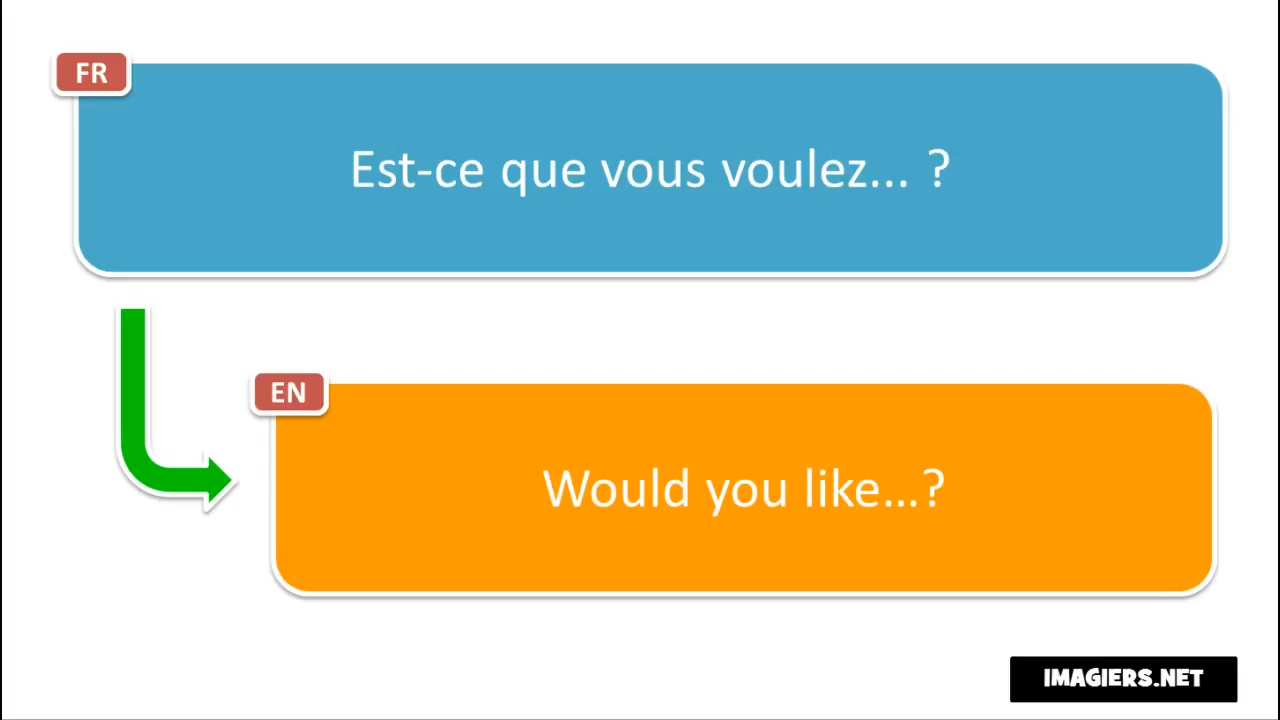 FR
Est-ce que vous voulez... ?
EN
Would you like...?
IMAGIERS.NET